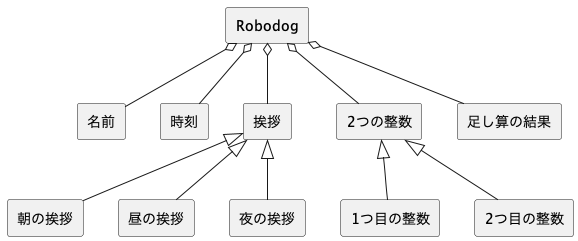 Robodog
名前
時刻
挨拶
2つの整数
足し算の結果
朝の挨拶
昼の挨拶
夜の挨拶
1つ目の整数
2つ目の整数